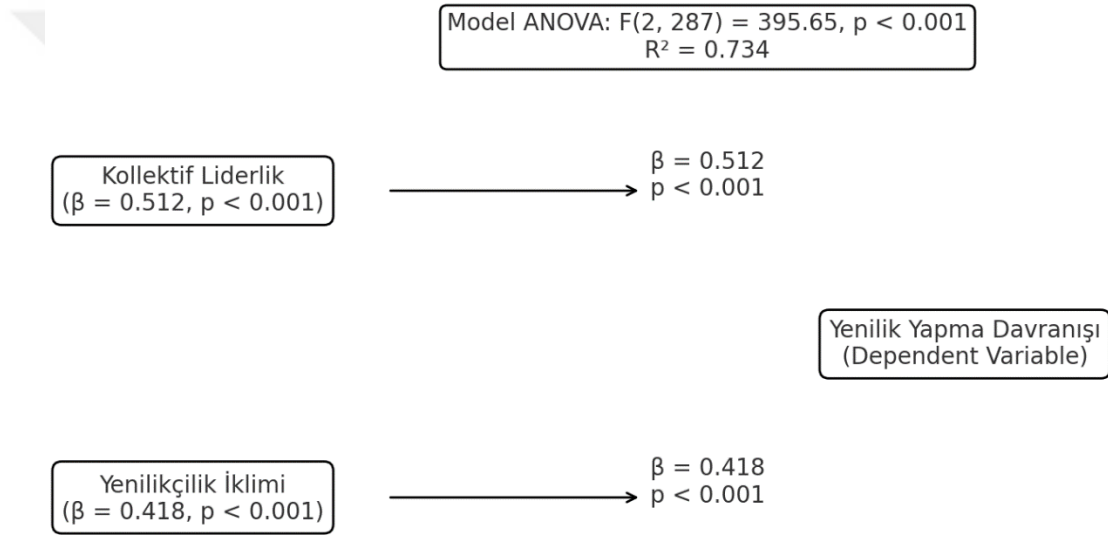 Model ANOVA: F(2, 287) = 395.65, p < 0.001
R² = 0.734
Kollektif Liderlik
(β = 0.512, p < 0.001)
β = 0.512
p < 0.001
Yenilik Yapma Davranışı
(Dependent Variable)
Yenilikçilik İklimi
(β = 0.418, p < 0.001)
β = 0.418
p < 0.001